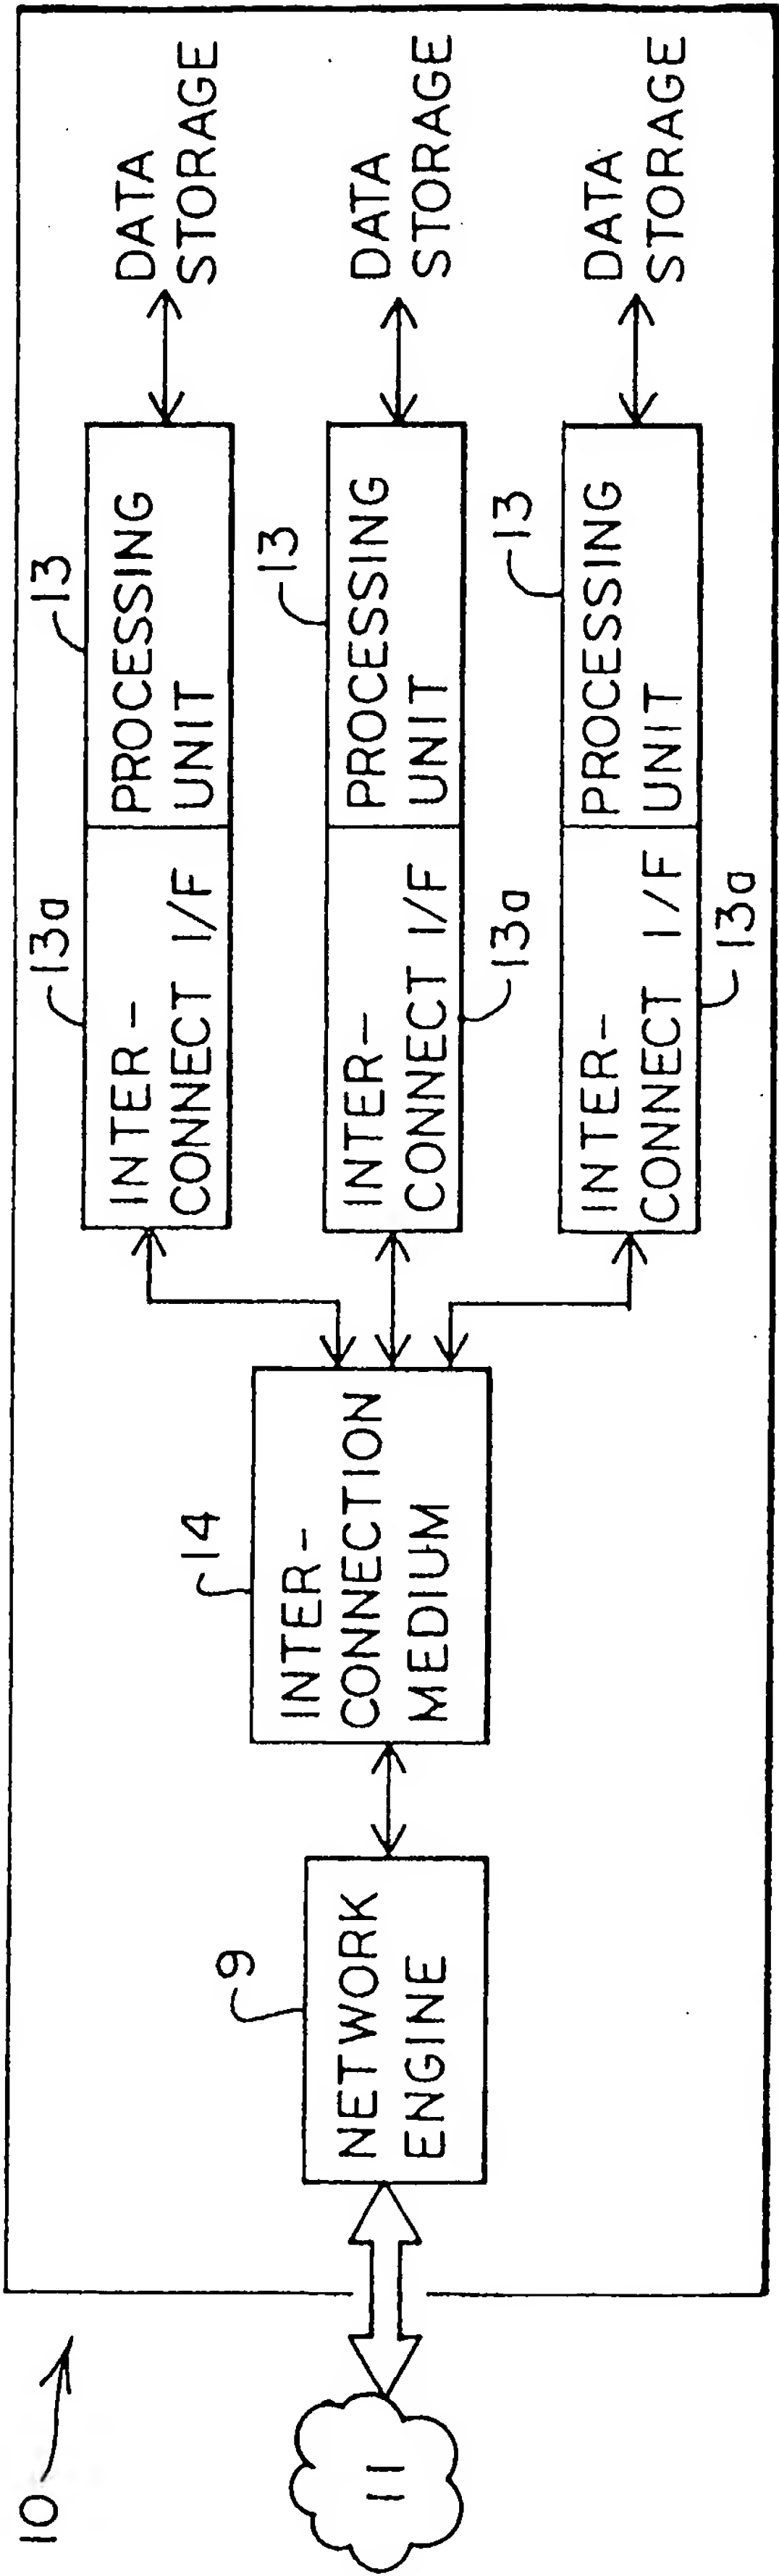 10
11
9
NETWORK
ENGINE
14
INTER-
CONNECTION
MEDIUM
13a
INTER-
CONNECT I/F
13
PROCESSING
UNIT
DATA
STORAGE
13a
INTER-
CONNECT I/F
13
PROCESSING
UNIT
DATA
STORAGE
13a
INTER-
CONNECT I/F
13
PROCESSING
UNIT
DATA
STORAGE